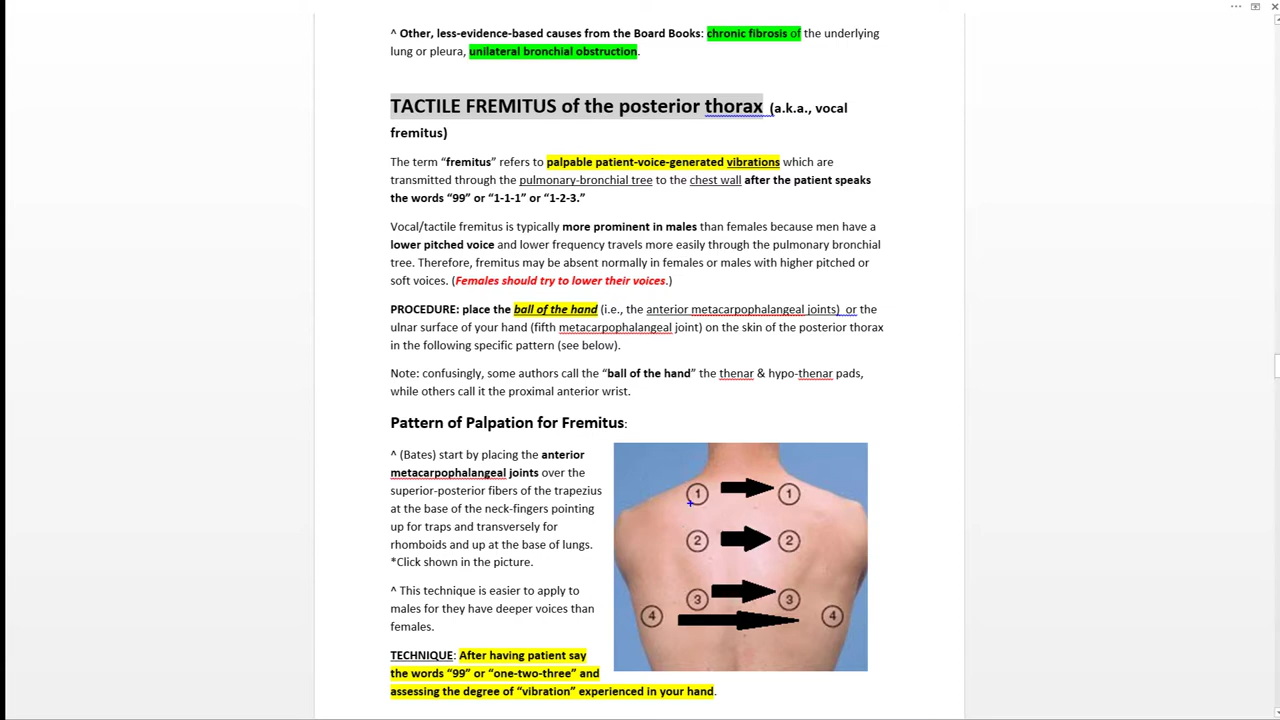 ^ Other, less-evidence-based causes from the Board Books: chronic fibrosis of the underlying
lung or pleura, unilateral bronchial obstruction.
TACTILE FREMITUS of the posterior thorax (a.k.a., vocal
fremitus)
The term “fremitus” refers to palpable patient-voice-generated vibrations which are
transmitted through the pulmonary-bronchial tree to the chest wall after the patient speaks
the words “99” or “1-1-1” or “1-2-3.”
Vocal/tactile fremitus is typically more prominent in males than females because men have a
lower pitched voice and lower frequency travels more easily through the pulmonary bronchial
tree. Therefore, fremitus may be absent normally in females or males with higher pitched or
soft voices. (Females should try to lower their voices.)
PROCEDURE: place the ball of the hand (i.e., the anterior metacarpophalangeal joints) or the
ulnar surface of your hand (fifth metacarpophalangeal joint) on the skin of the posterior thorax
in the following specific pattern (see below).
Note: confusingly, some authors call the “ball of the hand” the thenar & hypo-thenar pads,
while others call it the proximal anterior wrist.
Pattern of Palpation for Fremitus:
^ (Bates) start by placing the anterior
metacarpophalangeal joints over the
superior-posterior fibers of the trapezius
at the base of the neck-fingers pointing
up for traps and transversely for
rhomboids and up at the base of lungs.
*Click shown in the picture.
^ This technique is easier to apply to
males for they have deeper voices than
females.
TECHNIQUE: After having patient say
the words “99” or “one-two-three” and
assessing the degree of “vibration” experienced in your hand.
1 1
2 2
3 3
4 4